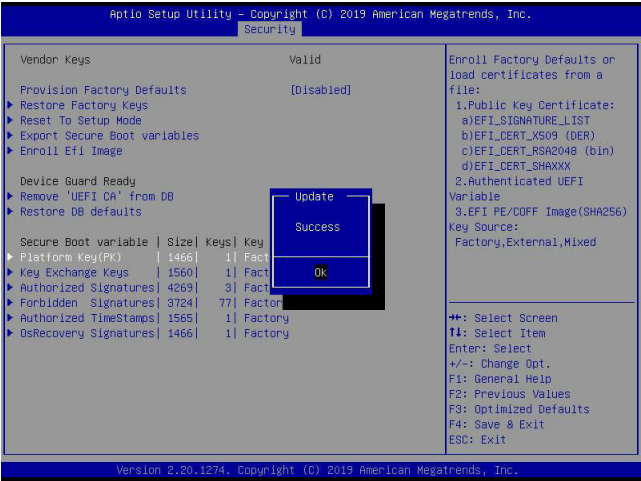 Aptio Setup Utility – Copyright (C) 2019 American Megatrends, Inc.
Security
Vendor Keys Valid
Provision Factory Defaults [Disabled]
Restore Factory Keys
Reset To Setup Mode
Export Secure Boot variables
Enroll Efi Image
Device Guard Ready
Remove 'UEFI CA' from DB
Restore DB defaults
Secure Boot variable | Size| Keys| Key
Platform Key(PK) | 1466| 1| Fact
Key Exchange Keys | 1560| 1| Fact
Authorized Signatures| 4269| 3| Fact
Forbidden Signatures| 3724| 77| Factor
Authorized TimeStamps| 1565| 1| Factory
OsRecovery Signatures| 1466| 1| Factory
Update
Success
Ok
Enroll Factory Defaults or
load certificates from a
file:
1.Public Key Certificate:
a)EFI_SIGNATURE_LIST
b)EFI_CERT_X509 (DER)
c)EFI_CERT_RSA2048 (bin)
d)EFI_CERT_SHAXXX
2.Authenticated UEFI
Variable
3.EFI PE/COFF Image(SHA256)
Key Source:
Factory,External,Mixed
→←: Select Screen
↑↓: Select Item
Enter: Select
+/-: Change Opt.
F1: General Help
F2: Previous Values
F3: Optimized Defaults
F4: Save & Exit
ESC: Exit
Version 2.20.1274. Copyright (C) 2019 American Megatrends, Inc.